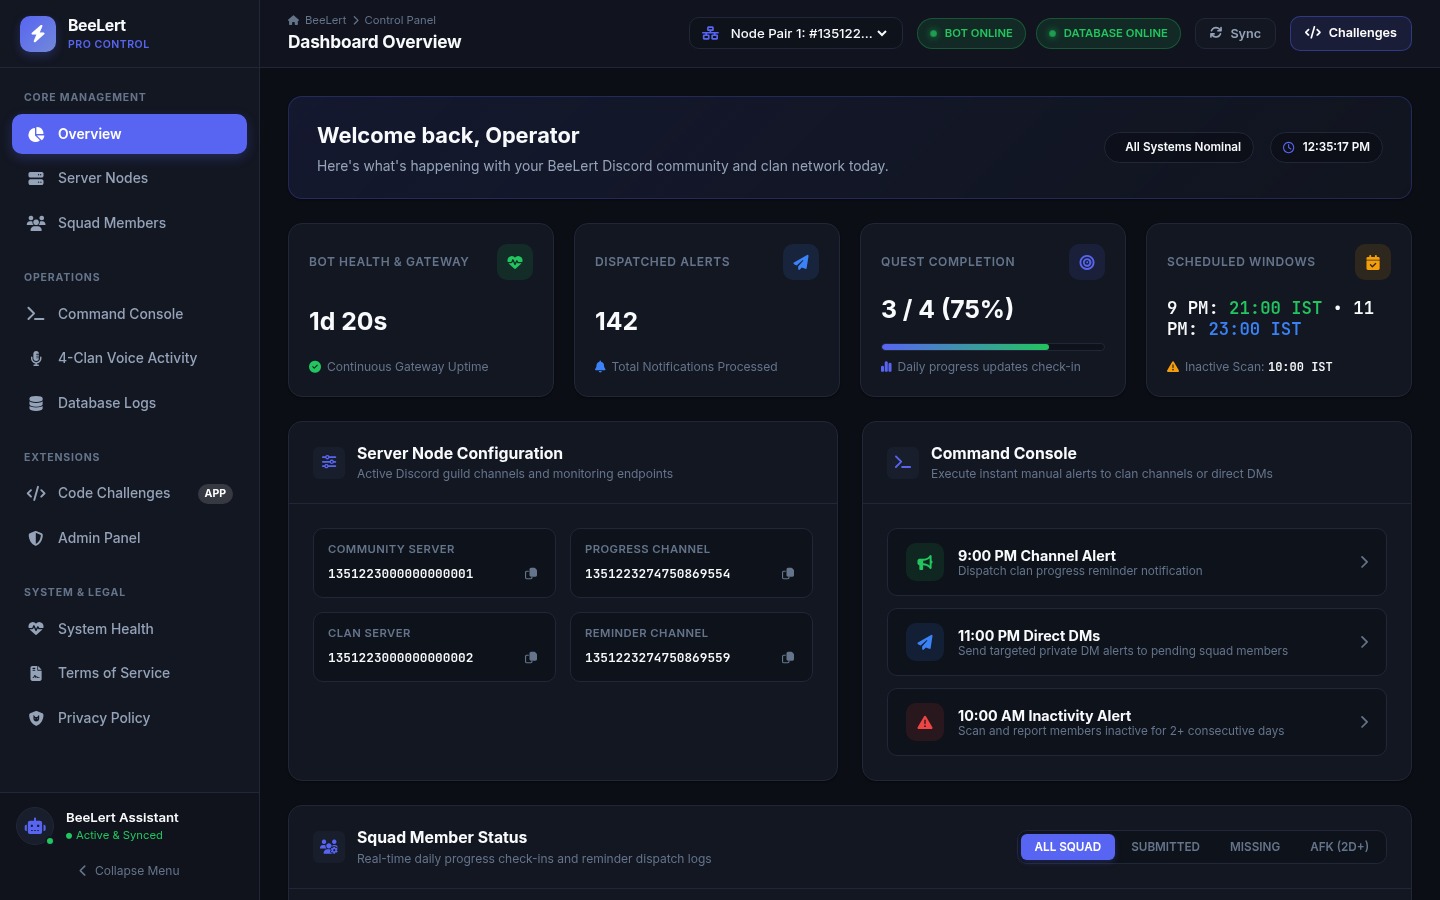 BeeLert
PRO CONTROL
CORE MANAGEMENT
Overview
Server Nodes
Squad Members
OPERATIONS
Command Console
4-Clan Voice Activity
Database Logs
EXTENSIONS
Code Challenges
APP
Admin Panel
SYSTEM & LEGAL
System Health
Terms of Service
Privacy Policy
BeeLert Assistant
Active & Synced
Collapse Menu
BeeLert > Control Panel
Dashboard Overview
Node Pair 1: #135122...
BOT ONLINE
DATABASE ONLINE
Sync
Challenges
Welcome back, Operator
Here's what's happening with your BeeLert Discord community and clan network today.
All Systems Nominal
12:35:17 PM
BOT HEALTH & GATEWAY
1d 20s
Continuous Gateway Uptime
DISPATCHED ALERTS
142
Total Notifications Processed
QUEST COMPLETION
3 / 4 (75%)
Daily progress updates check-in
SCHEDULED WINDOWS
9 PM: 21:00 IST • 11
PM: 23:00 IST
Inactive Scan: 10:00 IST
Server Node Configuration
Active Discord guild channels and monitoring endpoints
COMMUNITY SERVER
1351223000000000001
PROGRESS CHANNEL
1351223274750869554
CLAN SERVER
1351223000000000002
REMINDER CHANNEL
1351223274750869559
Command Console
Execute instant manual alerts to clan channels or direct DMs
9:00 PM Channel Alert
Dispatch clan progress reminder notification
11:00 PM Direct DMs
Send targeted private DM alerts to pending squad members
10:00 AM Inactivity Alert
Scan and report members inactive for 2+ consecutive days
Squad Member Status
Real-time daily progress check-ins and reminder dispatch logs
ALL SQUAD
SUBMITTED
MISSING
AFK (2D+)